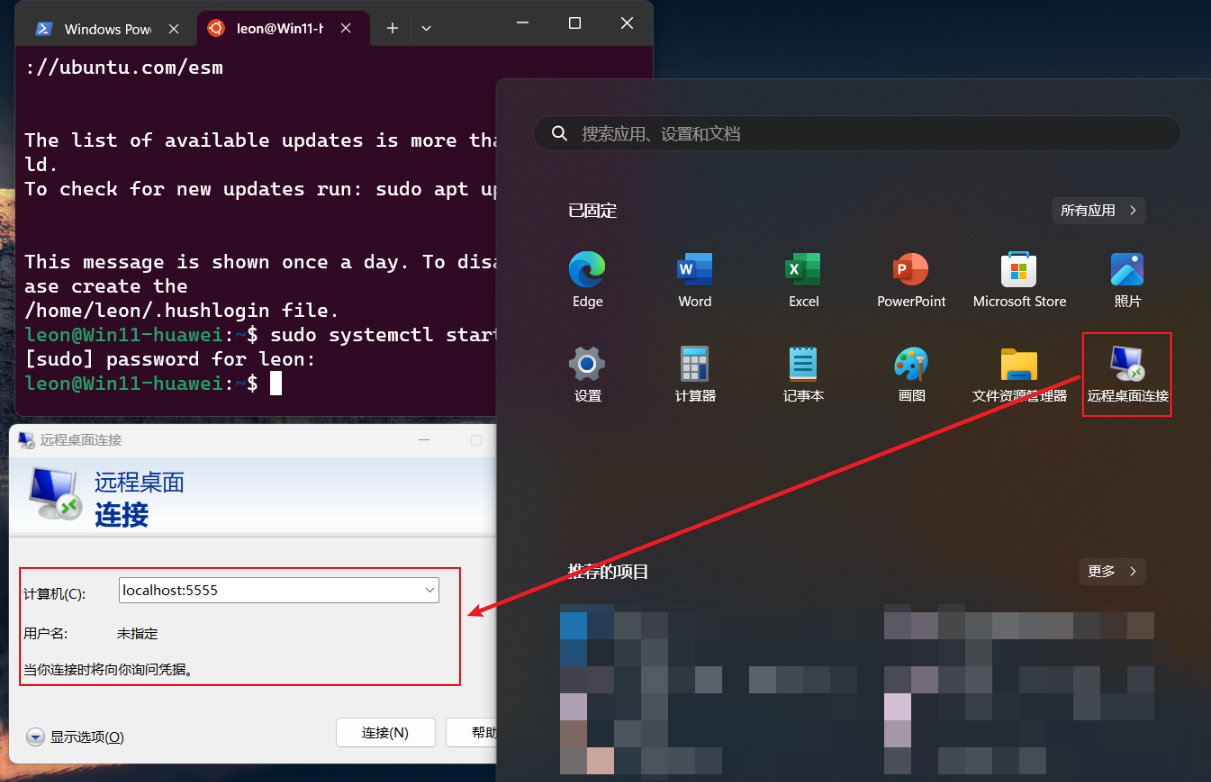 Windows Pow
leon@Win11-h
://ubuntu.com/esm
The list of available updates is more tha
ld.
To check for new updates run: sudo apt up
This message is shown once a day. To disa
ase create the
/home/leon/.hushlogin file.
leon@Win11-huawei:~$ sudo systemctl start
[sudo] password for leon:
leon@Win11-huawei:~$
搜索应用、设置和文档
已固定
所有应用
Edge
Word
Excel
PowerPoint
Microsoft Store
照片
设置
计算器
记事本
画图
文件资源管理器
远程桌面连接
推荐的项目
更多
远程桌面连接
远程桌面
连接
计算机(C):
localhost:5555
用户名:
未指定
当你连接时将向你询问凭据。
显示选项(O)
连接(N)
帮助